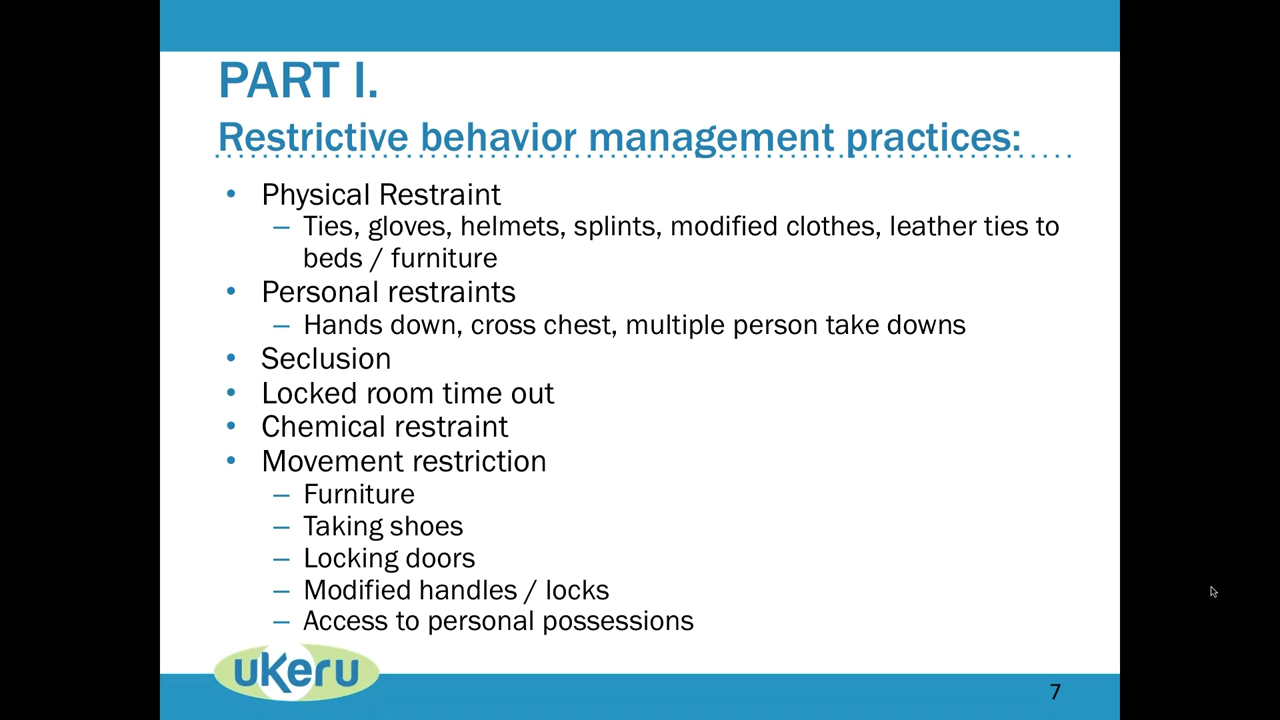 PART I.
Restrictive behavior management practices:
• Physical Restraint
– Ties, gloves, helmets, splints, modified clothes, leather ties to
beds / furniture
• Personal restraints
– Hands down, cross chest, multiple person take downs
• Seclusion
• Locked room time out
• Chemical restraint
• Movement restriction
– Furniture
– Taking shoes
– Locking doors
– Modified handles / locks
– Access to personal possessions
ukeru
7